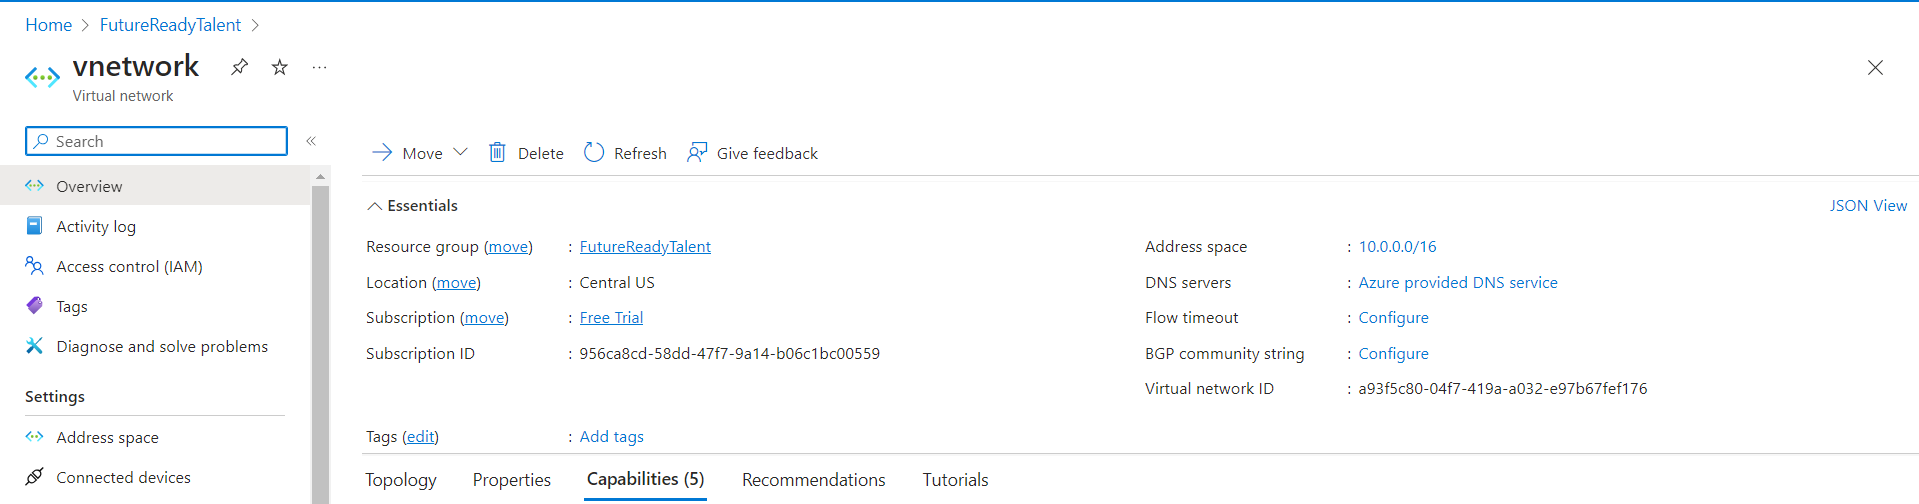 Home > FutureReadyTalent >
vnetwork
Virtual network
Search
Overview
Activity log
Access control (IAM)
Tags
Diagnose and solve problems
Settings
Address space
Connected devices
Move
Delete
Refresh
Give feedback
Essentials
JSON View
Resource group (move) : FutureReadyTalent
Location (move) : Central US
Subscription (move) : Free Trial
Subscription ID : 956ca8cd-58dd-47f7-9a14-b06c1bc00559
Address space : 10.0.0.0/16
DNS servers : Azure provided DNS service
Flow timeout : Configure
BGP community string : Configure
Virtual network ID : a93f5c80-04f7-419a-a032-e97b67fef176
Tags (edit) : Add tags
Topology Properties Capabilities (5) Recommendations Tutorials